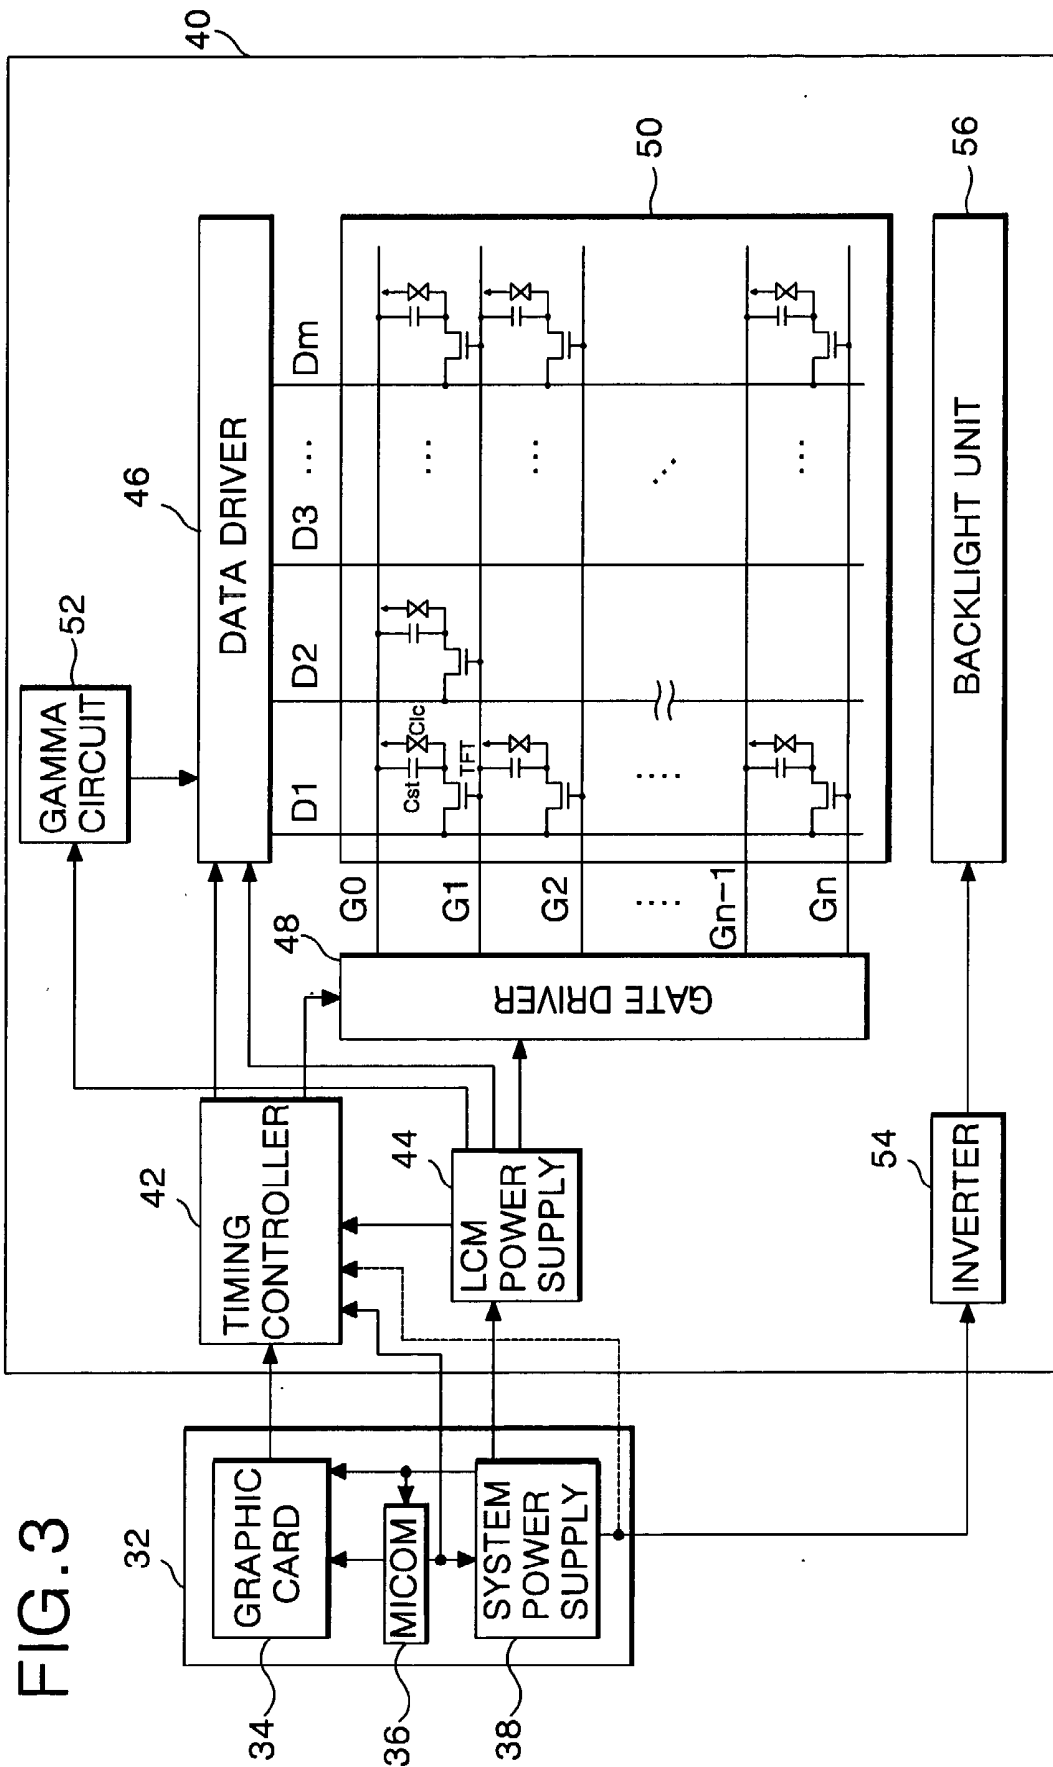 FIG.3
32
34
GRAPHIC
CARD
36
MICOM
38
SYSTEM
POWER
SUPPLY
40
42
TIMING
CONTROLLER
44
LCM
POWER
SUPPLY
46
DATA DRIVER
48
GATE DRIVER
52
GAMMA
CIRCUIT
50
D1
D2
D3
...
Dm
G0
G1
G2
....
Gn-1
Gn
Cst
Clc
TFT
...
...
....
...
...
54
INVERTER
56
BACKLIGHT UNIT